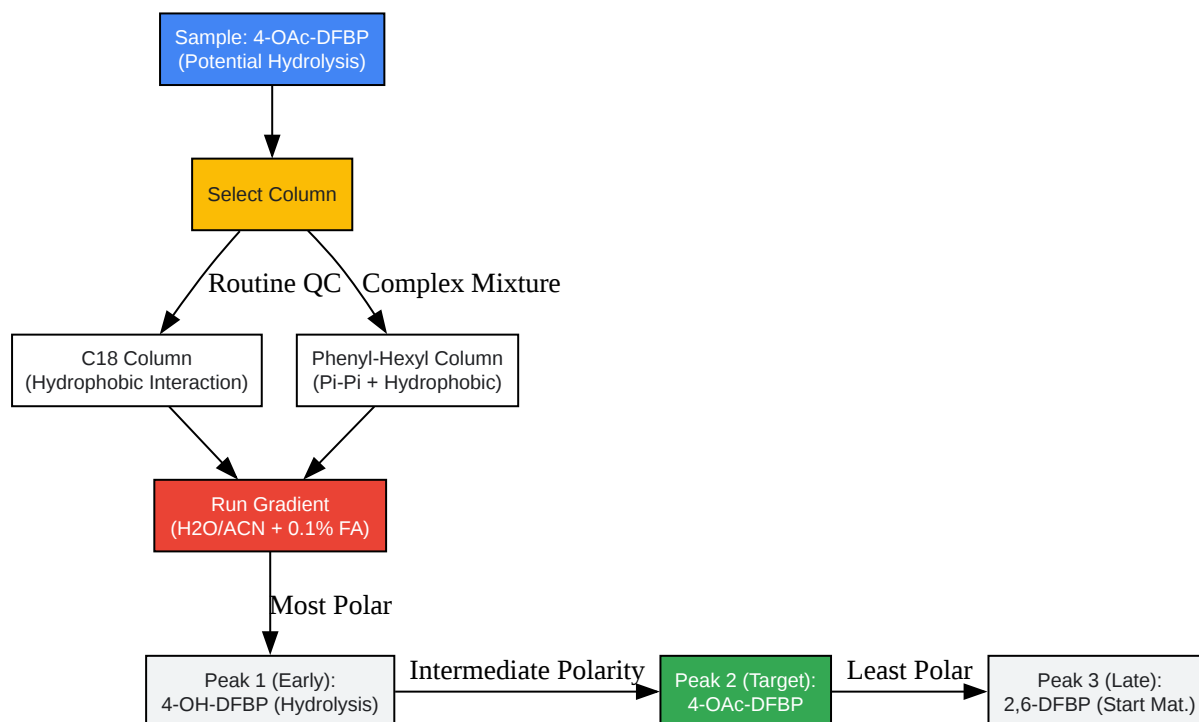 Sample: 4-OAc-DFBP
(Potential Hydrolysis)
Select Column
Routine QC
Complex Mixture
C18 Column
(Hydrophobic Interaction)
Phenyl-Hexyl Column
(Pi-Pi + Hydrophobic)
Run Gradient
(H2O/ACN + 0.1% FA)
Most Polar
Peak 1 (Early):
4-OH-DFBP (Hydrolysis)
Intermediate Polarity
Peak 2 (Target):
4-OAc-DFBP
Least Polar
Peak 3 (Late):
2,6-DFBP (Start Mat.)